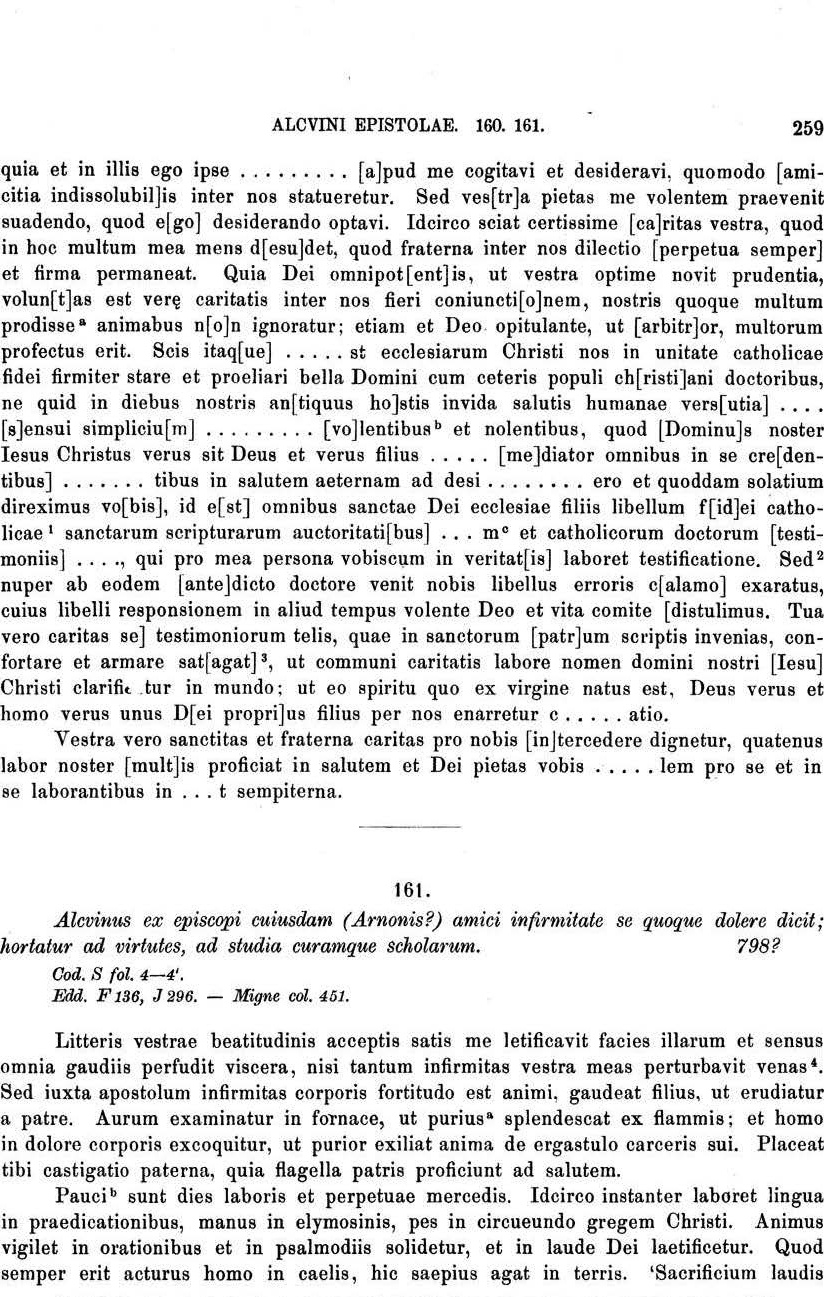 ALCVINI EPISTOLAE. 160. 161. 259
quia et in illis ego ipse . . . . . . . . . [a]pud me cogitavi et desideravi, quomodo [ami-
citia indissolubil]is inter nos statueretur. Sed ves[tr]a pietas me volentem praevenit
suadendo, quod e[go] desiderando optavi. Idcirco sciat certissime [ca]ritas vestra, quod
in hoc multum mea mens d[esu]det, quod fraterna inter nos dilectio [perpetua semper]
et firma permaneat. Quia Dei omnipot[ent]is, ut vestra optime novit prudentia,
volun[t]as est verę caritatis inter nos fieri coniuncti[o]nem, nostris quoque multum
prodisse a animabus n[o]n ignoratur; etiam et Deo opitulante, ut [arbitr]or, multorum
profectus erit. Scis itaq[ue] . . . . . st ecclesiarum Christi nos in unitate catholicae
fidei firmiter stare et proeliari bella Domini cum ceteris populi ch[risti]ani doctoribus,
ne quid in diebus nostris an[tiquus ho]stis invida salutis humanae vers[utia] . . . .
[s]ensui simpliciu[m] . . . . . . . . . [vo]lentibus b et nolentibus, quod [Dominu]s noster
Iesus Christus verus sit Deus et verus filius . . . . . [me]diator omnibus in se cre[den-
tibus] . . . . . . . tibus in salutem aeternam ad desi . . . . . . . . ero et quoddam solatium
direximus vo[bis], id e[st] omnibus sanctae Dei ecclesiae filiis libellum f[id]ei catho-
licae 1 sanctarum scripturarum auctoritati[bus] . . . m c et catholicorum doctorum [testi-
moniis] . . . ., qui pro mea persona vobiscum in veritat[is] laboret testificatione. Sed 2
nuper ab eodem [ante]dicto doctore venit nobis libellus erroris c[alamo] exaratus,
cuius libelli responsionem in aliud tempus volente Deo et vita comite [distulimus. Tua
vero caritas se] testimoniorum telis, quae in sanctorum [patr]um scriptis invenias, con-
fortare et armare sat[agat] 3, ut communi caritatis labore nomen domini nostri [Iesu]
Christi tur in mundo; ut eo spiritu quo ex virgine natus est, Deus verus et
homo verus unus D[ei propri]us filius per nos enarretur c . . . . . atio.
Vestra vero sanctitas et fraterna caritas pro nobis [in]tercedere dignetur, quatenus
labor noster [mult]is proficiat in salutem et Dei pietas vobis . . . . . lem pro se et in
se laborantibus in . . . t sempiterna.
161.
Alcvinus ex episcopi cuiusdam (Arnonis?) amici infirmitate se quoque dolere dicit;
hortatur ad virtutes, ad studia curamque scholarum. 798?
Cod. S fol. 4—4'.
Edd. F 136, J 296. — Migne col. 451.
Litteris vestrae beatitudinis acceptis satis me letificavit facies illarum et sensus
omnia gaudiis perfudit viscera, nisi tantum infirmitas vestra meas perturbavit venas 4.
Sed iuxta apostolum infirmitas corporis fortitudo est animi, gaudeat filius, ut erudiatur
a patre. Aurum examinatur in fornace, ut purius a splendescat ex flammis; et homo
in dolore corporis excoquitur, ut purior exiliat anima de ergastulo carceris sui. Placeat
tibi castigatio paterna, quia flagella patris proficiunt ad salutem.
Pauci b sunt dies laboris et perpetuae mercedis. Idcirco instanter laboret lingua
in praedicationibus, manus in elymosinis, pes in circueundo gregem Christi. Animus
vigilet in orationibus et in psalmodiis solidetur, et in laude Dei laetificetur. Quod
semper erit acturus homo in caelis, hic saepius agat in terris. ‘Sacrificium laudis